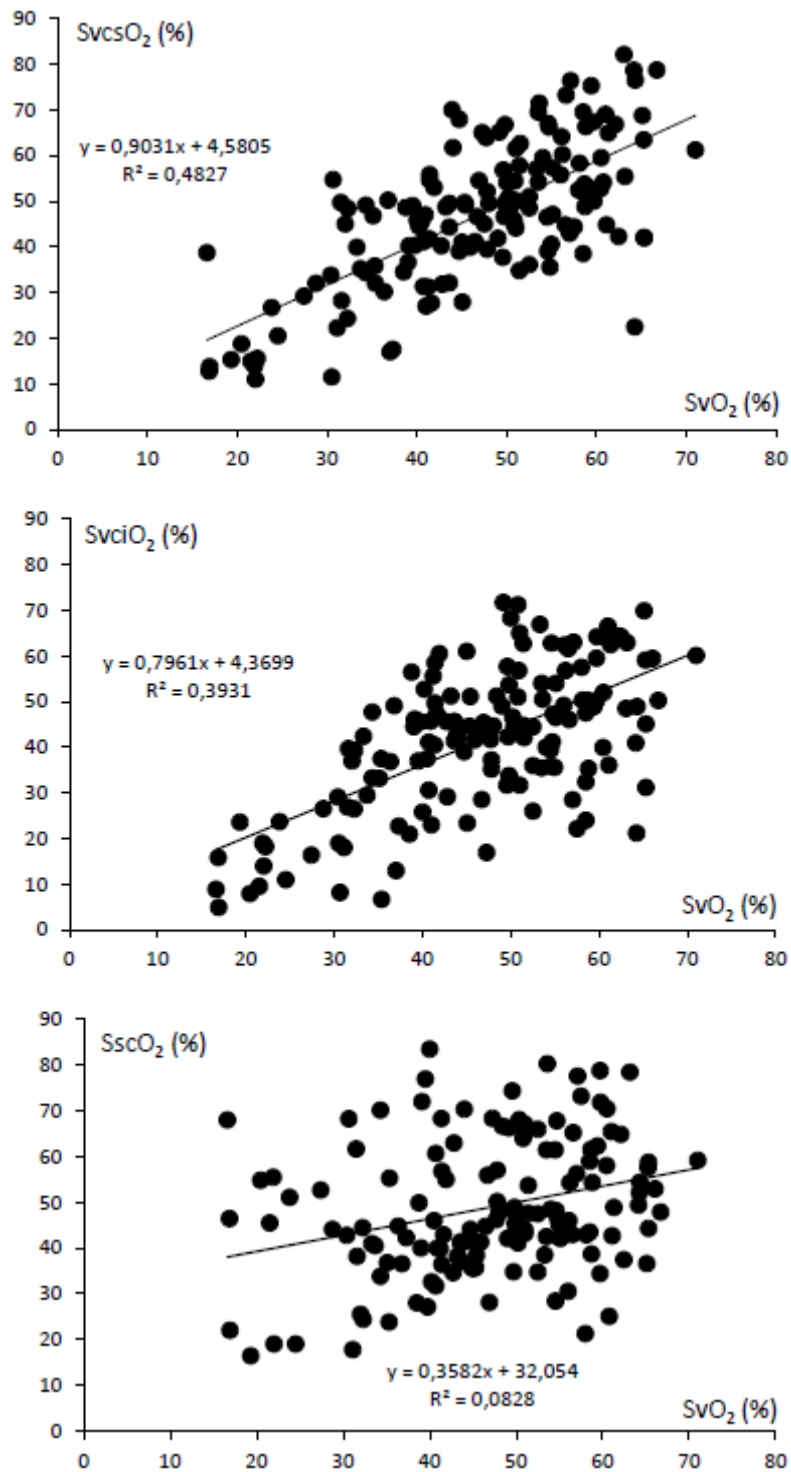 90
SvcsO₂ (%)
80
70
60
y = 0,9031x + 4,5805
R² = 0,4827
50
40
30
20
10
SvO₂ (%)
0
0 10 20 30 40 50 60 70 80
90
SvciO₂ (%)
80
70
60
y = 0,7961x + 4,3699
R² = 0,3931
50
40
30
20
10
SvO₂ (%)
0
0 10 20 30 40 50 60 70 80
90
SscO₂ (%)
80
70
60
50
40
30
20
10
y = 0,3582x + 32,054
R² = 0,0828
SvO₂ (%)
0
0 10 20 30 40 50 60 70 80